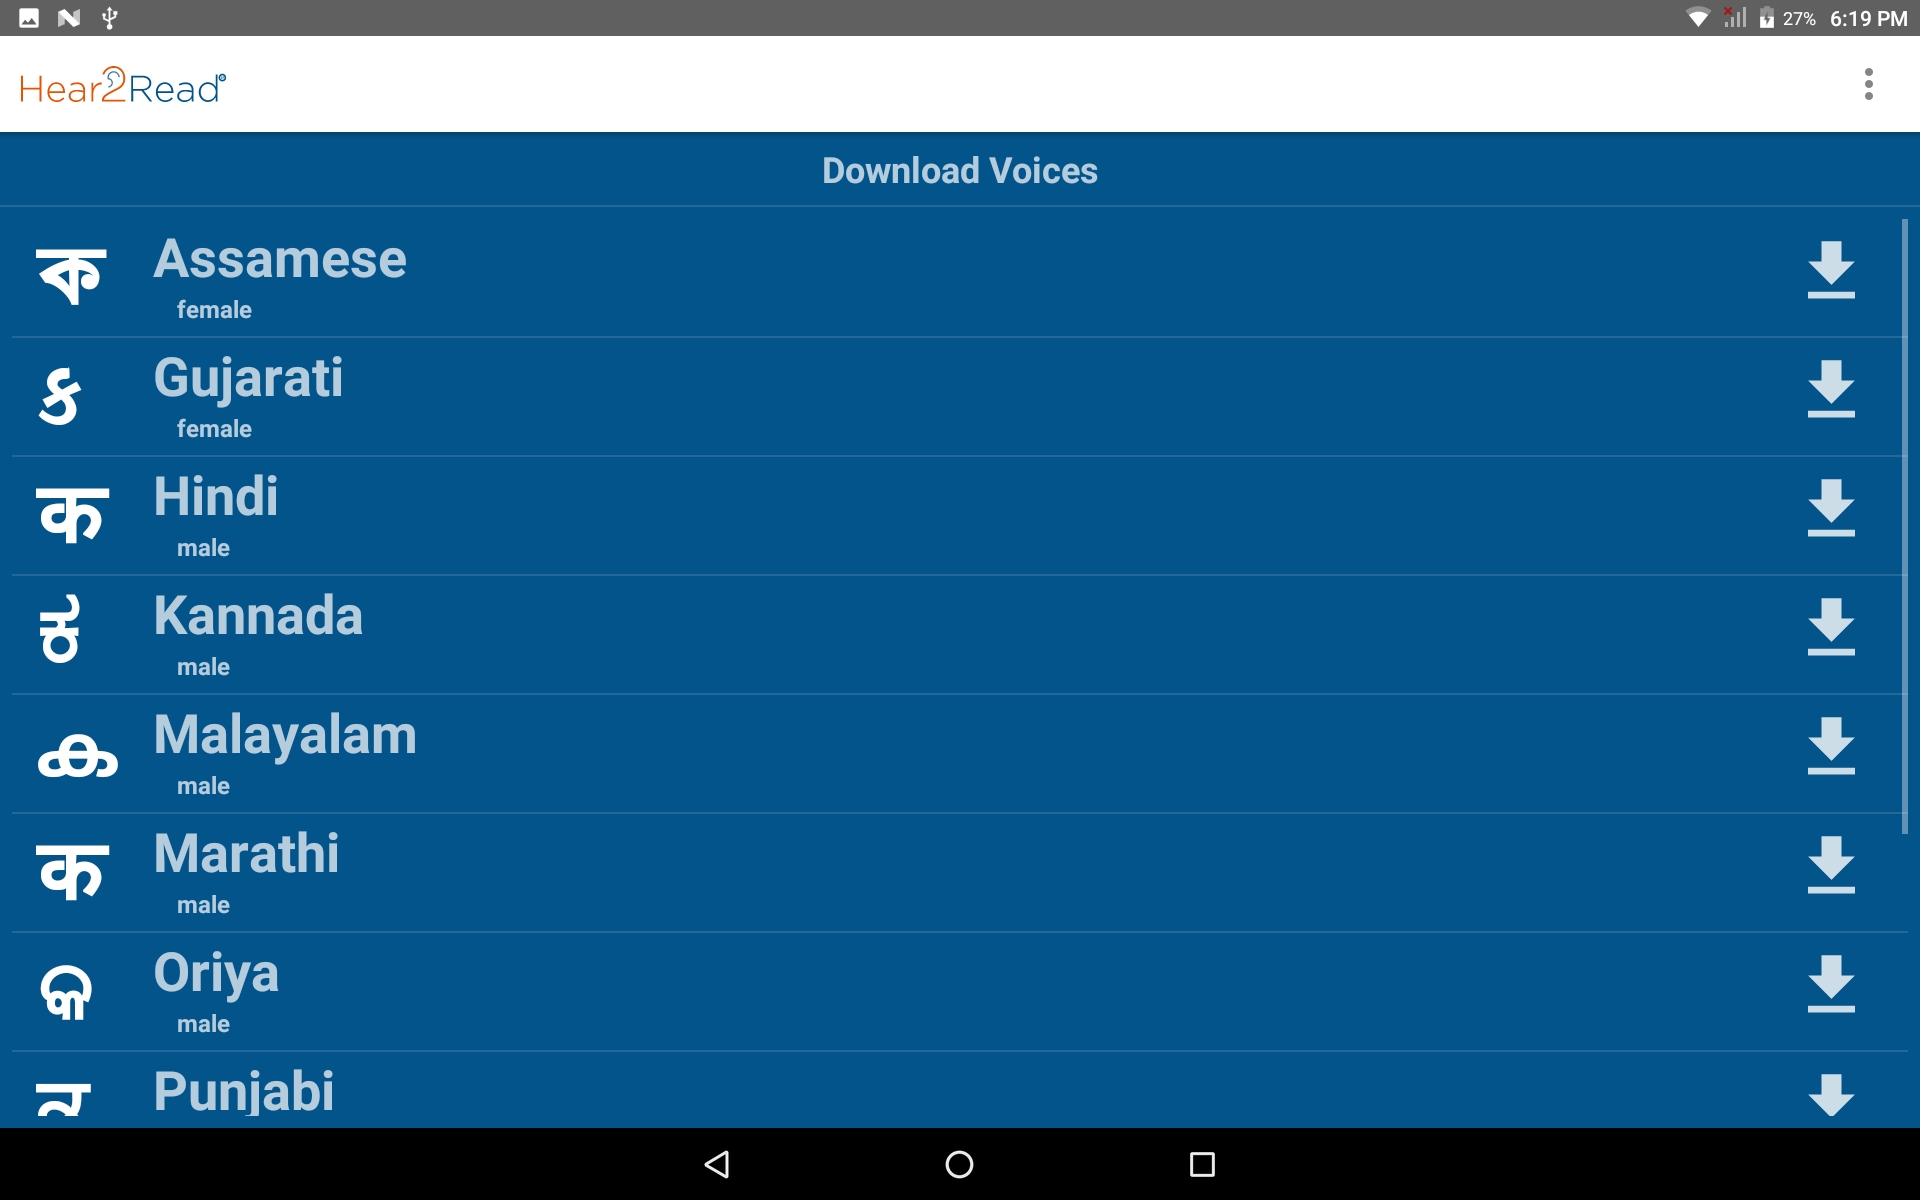 27% 6:19 PM
Hear2Read®
Download Voices
ক Assamese
female
ક Gujarati
female
क Hindi
male
ಕ Kannada
male
ക Malayalam
male
क Marathi
male
କ Oriya
male
Punjabi